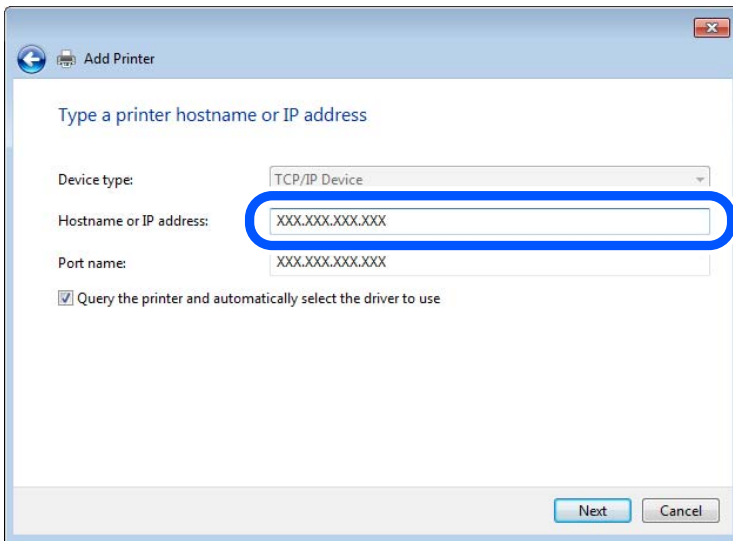 Add Printer
Type a printer hostname or IP address
Device type: TCP/IP Device
Hostname or IP address: XXX.XXX.XXX.XXX
Port name: XXX.XXX.XXX.XXX
Query the printer and automatically select the driver to use
Next Cancel